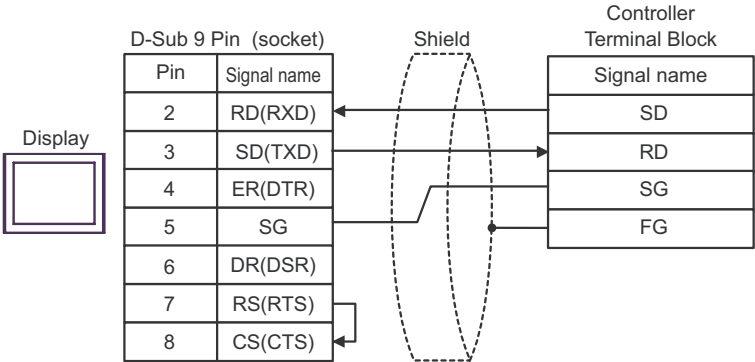 Controller
D-Sub 9 Pin (socket) Shield Terminal Block
Pin Signal name Signal name
2 RD(RXD) SD
Display 3 SD(TXD) RD
4 ER(DTR) SG
5 SG FG
6 DR(DSR)
7 RS(RTS)
8 CS(CTS)